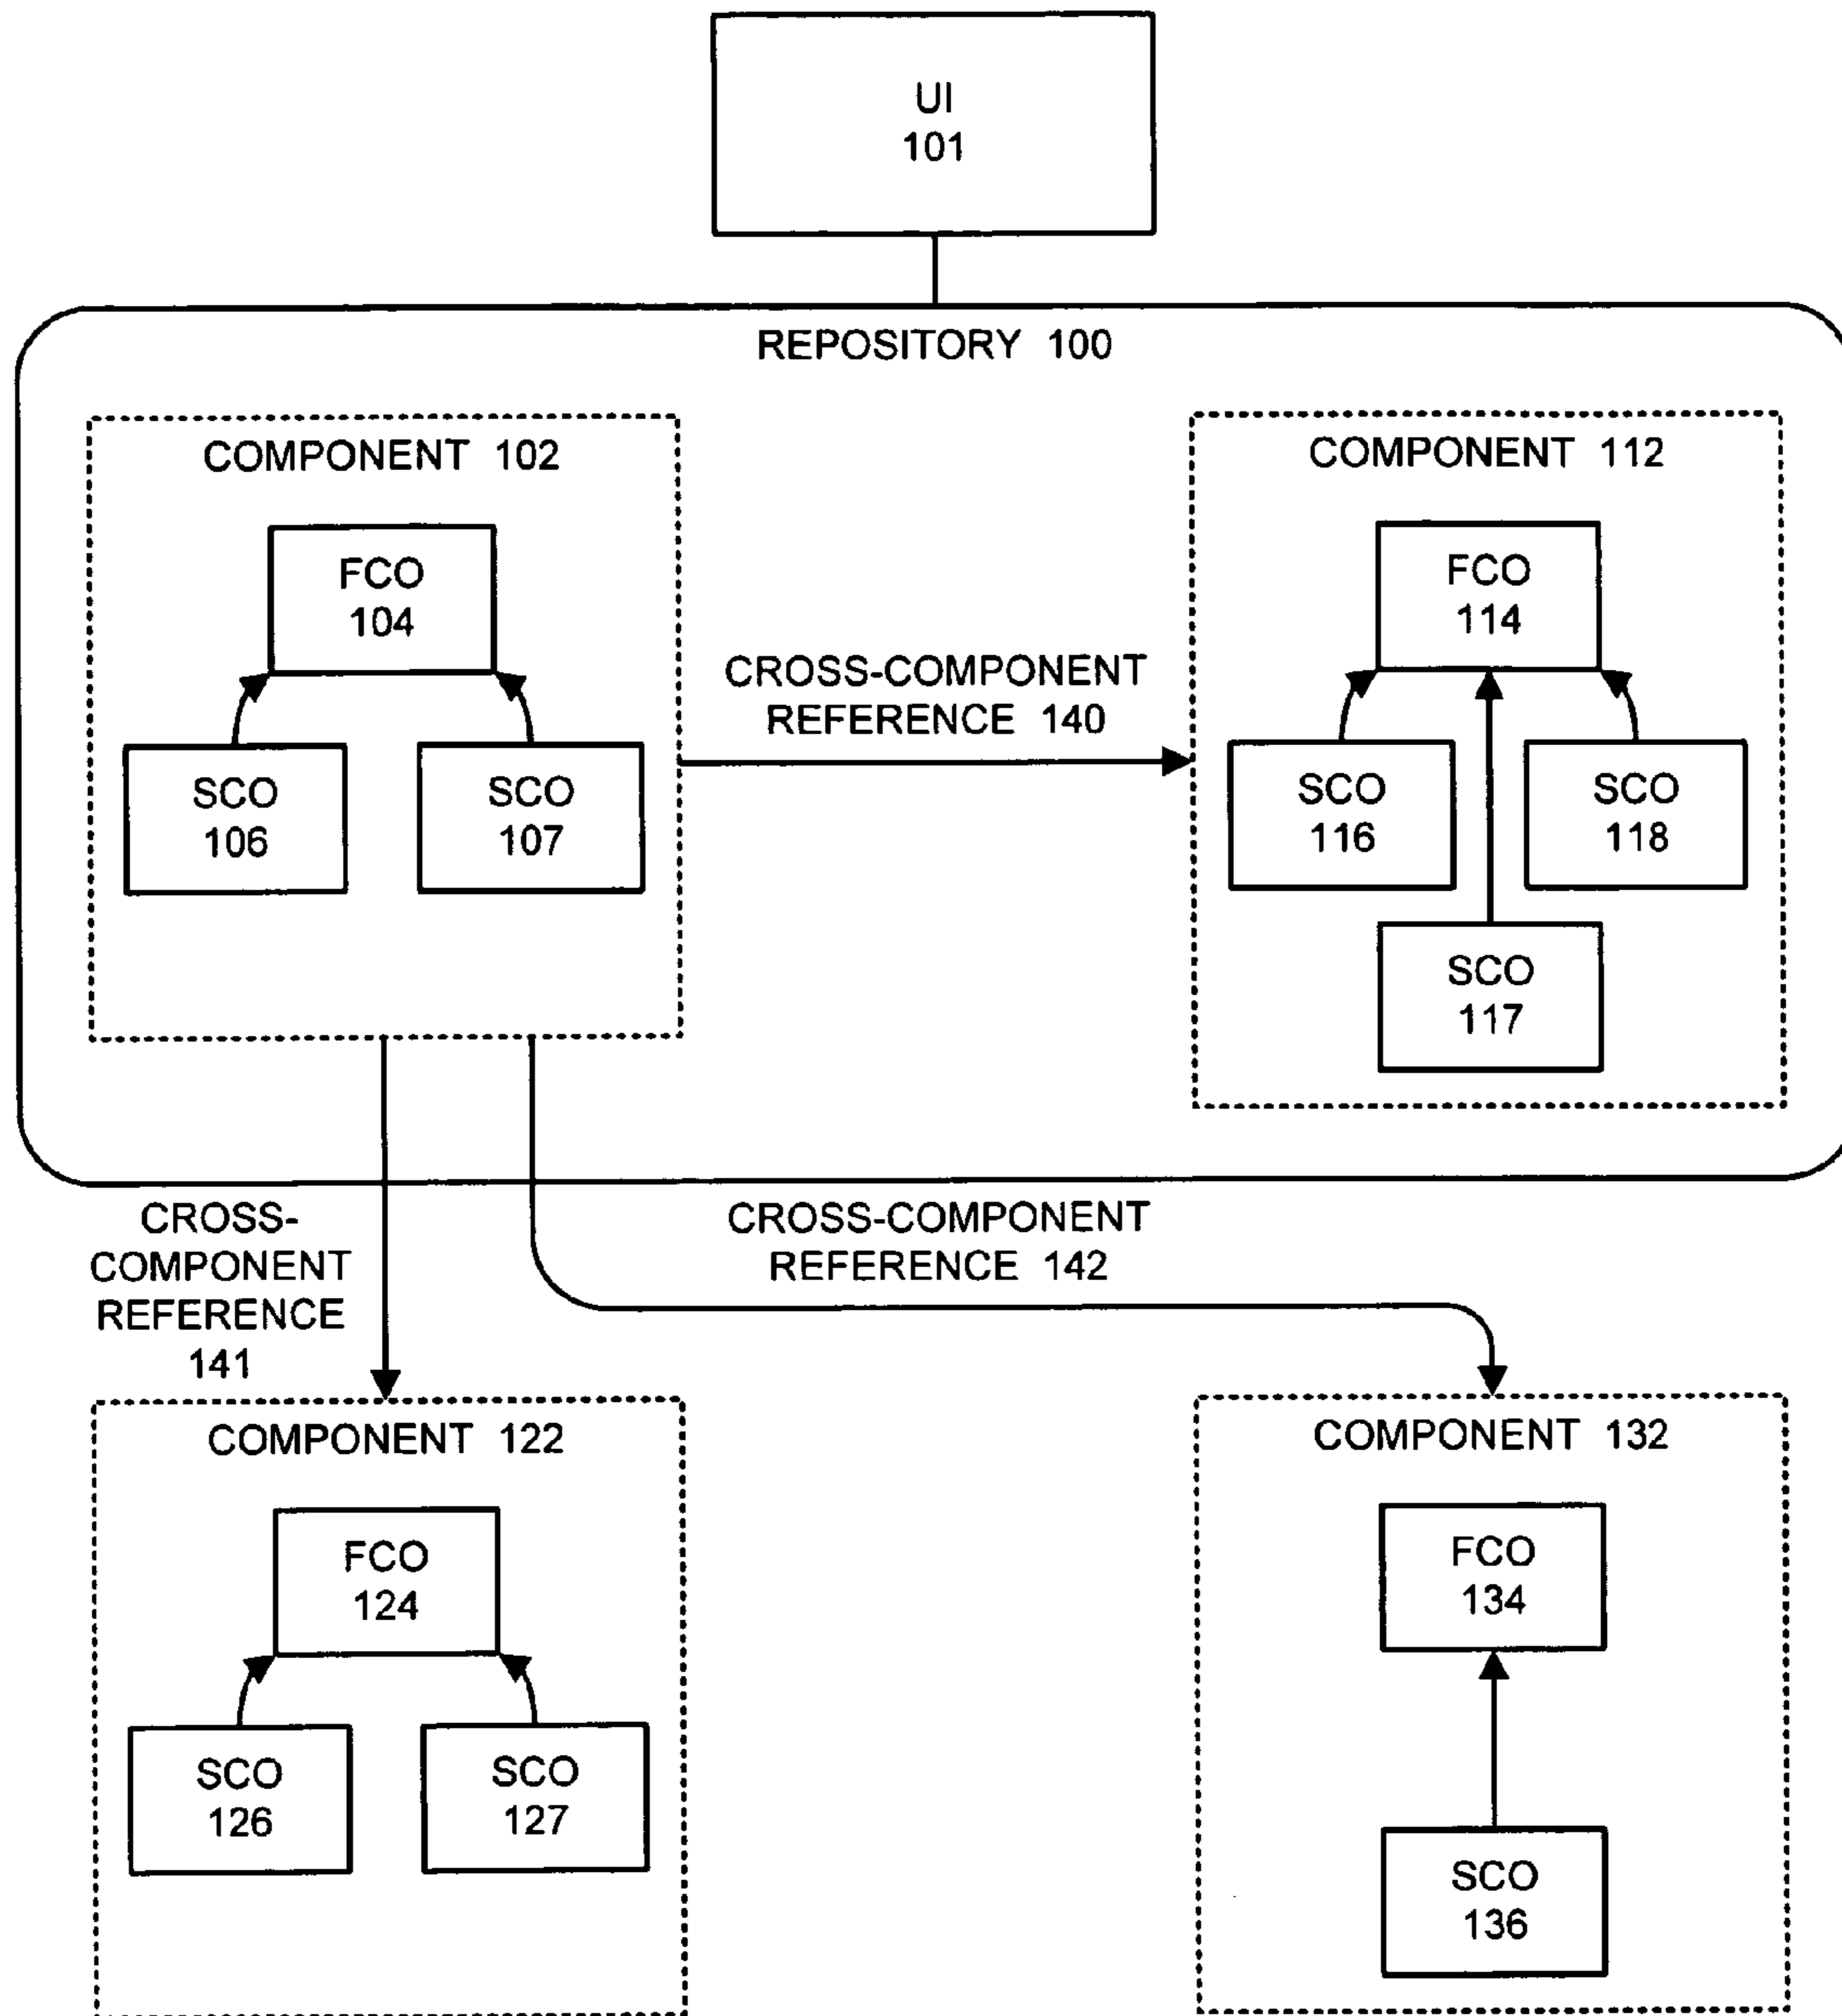 UI
101
REPOSITORY 100
COMPONENT 102
FCO
104
SCO
106
SCO
107
CROSS-COMPONENT
REFERENCE 140
COMPONENT 112
FCO
114
SCO
116
SCO
118
SCO
117
CROSS-
COMPONENT
REFERENCE
141
CROSS-COMPONENT
REFERENCE 142
COMPONENT 122
FCO
124
SCO
126
SCO
127
COMPONENT 132
FCO
134
SCO
136